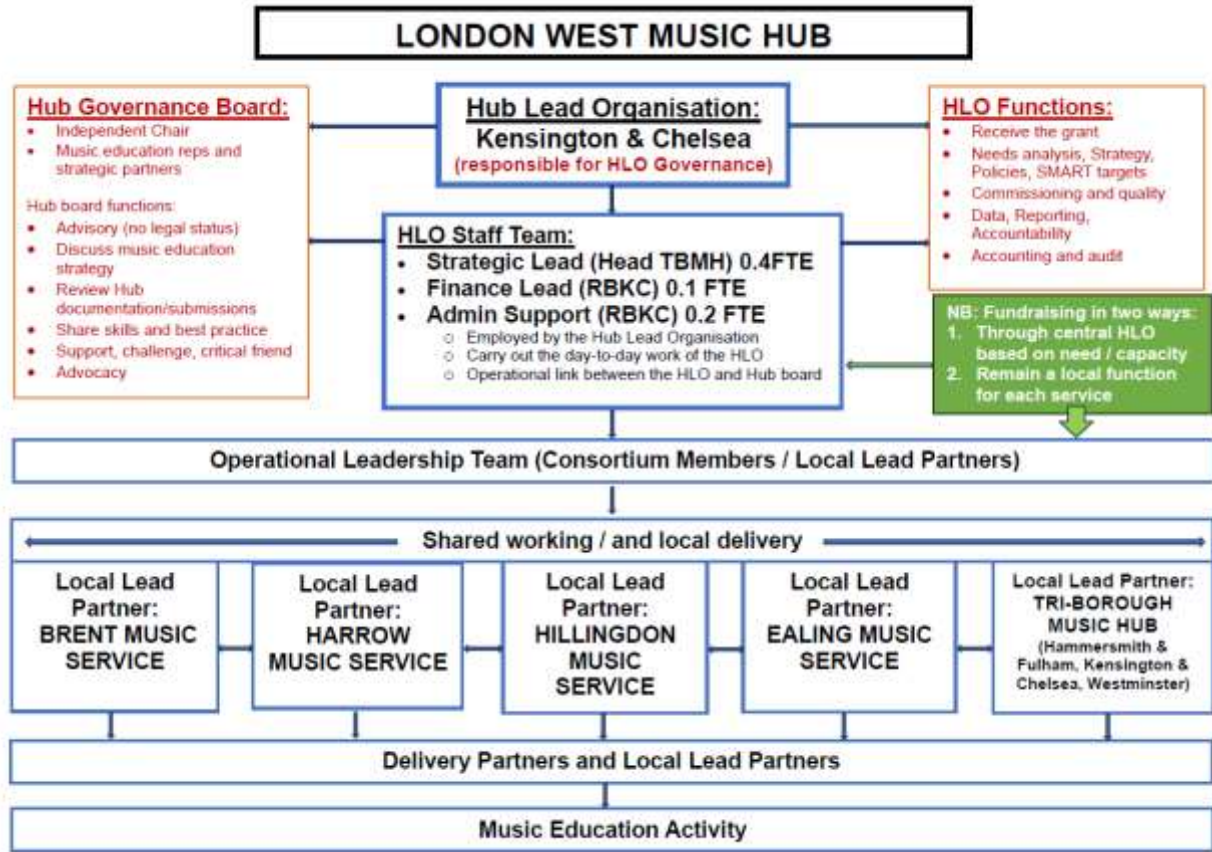 LONDON WEST MUSIC HUB
Hub Governance Board:
• Independent Chair
• Music education reps and
strategic partners
Hub board functions:
• Advisory (no legal status)
• Discuss music education
strategy
• Review Hub
documentation/submissions
• Share skills and best practice
• Support, challenge, critical friend
• Advocacy
Hub Lead Organisation:
Kensington & Chelsea
(responsible for HLO Governance)
HLO Functions:
• Receive the grant
• Needs analysis, Strategy,
Policies, SMART targets
• Commissioning and quality
• Data, Reporting,
Accountability
• Accounting and audit
HLO Staff Team:
• Strategic Lead (Head TBMH) 0.4FTE
• Finance Lead (RBKC) 0.1 FTE
• Admin Support (RBKC) 0.2 FTE
○ Employed by the Hub Lead Organisation
○ Carry out the day-to-day work of the HLO
○ Operational link between the HLO and Hub board
NB: Fundraising in two ways:
1. Through central HLO
based on need / capacity
2. Remain a local function
for each service
Operational Leadership Team (Consortium Members / Local Lead Partners)
Shared working / and local delivery
Local Lead
Partner:
BRENT MUSIC
SERVICE
Local Lead
Partner:
HARROW
MUSIC SERVICE
Local Lead
Partner:
HILLINGDON
MUSIC
SERVICE
Local Lead
Partner:
EALING MUSIC
SERVICE
Local Lead Partner:
TRI-BOROUGH
MUSIC HUB
(Hammersmith &
Fulham, Kensington &
Chelsea, Westminster)
Delivery Partners and Local Lead Partners
Music Education Activity